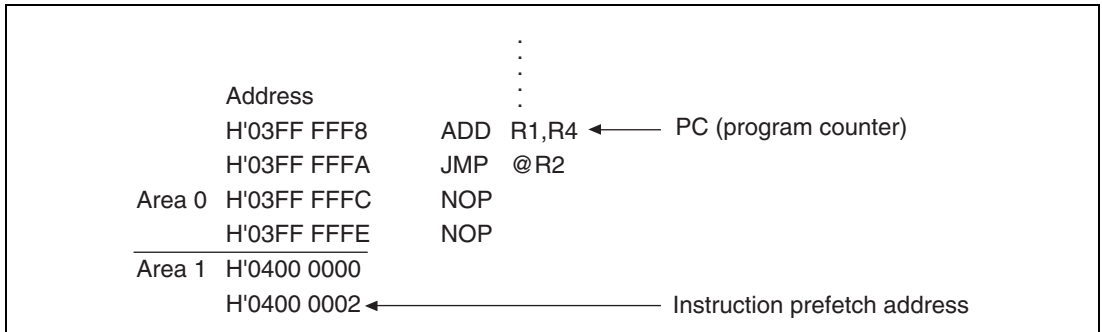 .
.
.
.
.
Address
H'03FF FFF8 ADD R1,R4 PC (program counter)
H'03FF FFFA JMP @R2
Area 0 H'03FF FFFC NOP
H'03FF FFFE NOP
Area 1 H'0400 0000
H'0400 0002 Instruction prefetch address